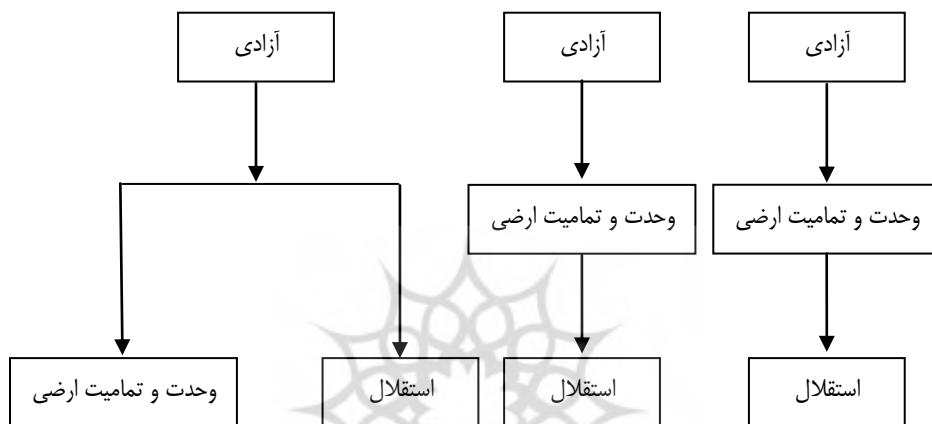 آزادی
آزادی
آزادی
وحدت و تمامیت ارضی
وحدت و تمامیت ارضی
استقلال
استقلال
استقلال
وحدت و تمامیت ارضی